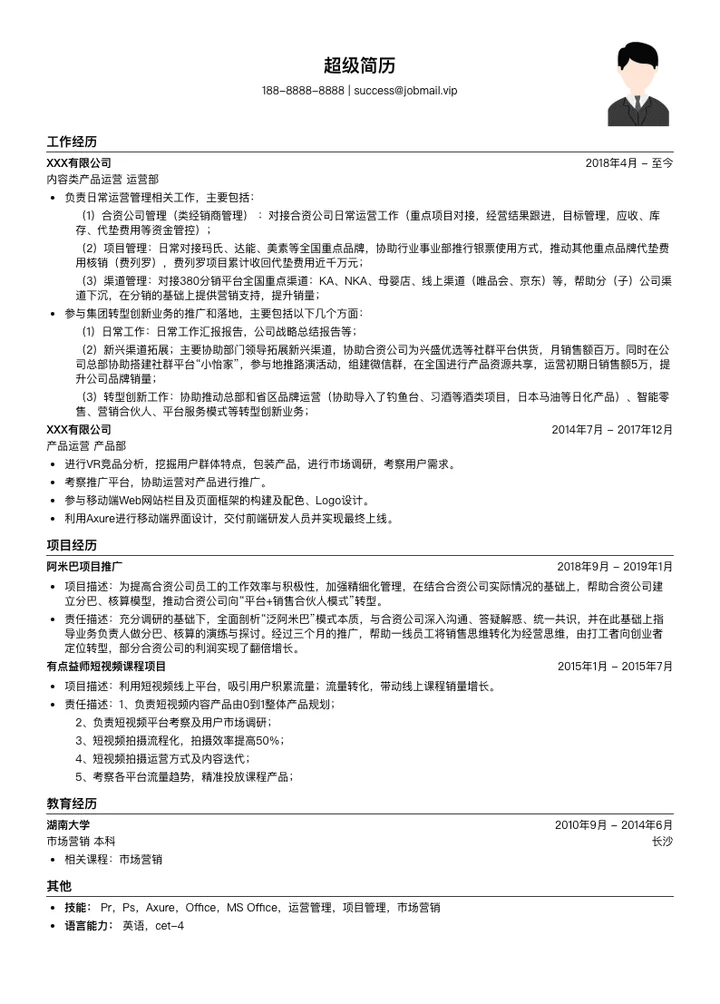 超级简历
188-8888-8888 | success@jobmail.vip
工作经历
XXX有限公司 2018年4月 – 至今
内容类产品运营 运营部
• 负责日常运营管理相关工作，主要包括：
（1）合资公司管理（类经销商管理）：对接合资公司日常运营工作（重点项目对接，经营结果跟进，目标管理，应收、库
存、代垫费用等资金管控）；
（2）项目管理：日常对接玛氏、达能、美素等全国重点品牌，协助行业事业部推行银票使用方式，推动其他重点品牌代垫费
用核销（费列罗），费列罗项目累计收回代垫费用近千万元；
（3）渠道管理：对接380分销平台全国重点渠道：KA、NKA、母婴店、线上渠道（唯品会、京东）等，帮助分（子）公司渠
道下沉，在分销的基础上提供营销支持，提升销量；
• 参与集团转型创新业务的推广和落地，主要包括以下几个方面：
（1）日常工作：日常工作汇报报告，公司战略总结报告等；
（2）新兴渠道拓展；主要协助部门领导拓展新兴渠道，协助合资公司为兴盛优选等社群平台供货，月销售额百万。同时在公
司总部协助搭建社群平台“小怡家”，参与地推路演活动，组建微信群，在全国进行产品资源共享，运营初期日销售额5万，提
升公司品牌销量；
（3）转型创新工作：协助推动总部和省区品牌运营（协助导入了钓鱼台、习酒等酒类项目，日本马油等日化产品）、智能零
售、营销合伙人、平台服务模式等转型创新业务；
XXX有限公司 2014年7月 – 2017年12月
产品运营 产品部
• 进行VR竞品分析，挖掘用户群体特点，包装产品，进行市场调研，考察用户需求。
• 考察推广平台，协助运营对产品进行推广。
• 参与移动端Web网站栏目及页面框架的构建及配色、Logo设计。
• 利用Axure进行移动端界面设计，交付前端研发人员并实现最终上线。
项目经历
阿米巴项目推广 2018年9月 – 2019年1月
• 项目描述：为提高合资公司员工的工作效率与积极性，加强精细化管理，在结合合资公司实际情况的基础上，帮助合资公司建
立分巴、核算模型，推动合资公司向“平台+销售合伙人模式”转型。
• 责任描述：充分调研的基础下，全面剖析“泛阿米巴”模式本质，与合资公司深入沟通、答疑解惑、统一共识，并在此基础上指
导业务负责人做分巴、核算的演练与探讨。经过三个月的推广，帮助一线员工将销售思维转化为经营思维，由打工者向创业者
定位转型，部分合资公司的利润实现了翻倍增长。
有点益师短视频课程项目 2015年1月 – 2015年7月
• 项目描述：利用短视频线上平台，吸引用户积累流量；流量转化，带动线上课程销量增长。
• 责任描述：1、负责短视频内容产品由0到1整体产品规划；
2、负责短视频平台考察及用户市场调研；
3、短视频拍摄流程化，拍摄效率提高50%；
4、短视频拍摄运营方式及内容迭代；
5、考察各平台流量趋势，精准投放课程产品；
教育经历
湖南大学 2010年9月 – 2014年6月
市场营销 本科 长沙
• 相关课程：市场营销
其他
• 技能： Pr，Ps，Axure，Office，MS Office，运营管理，项目管理，市场营销
• 语言能力： 英语，cet-4